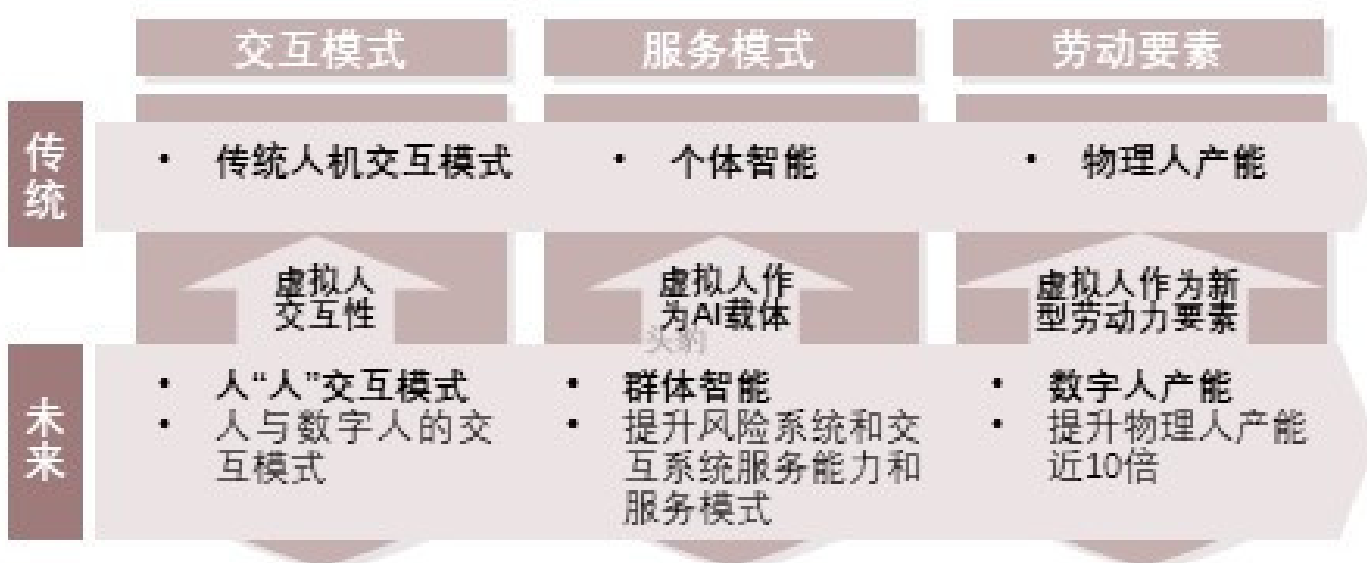 交互模式
服务模式
劳动要素
传统
• 传统人机交互模式
• 个体智能
• 物理人产能
虚拟人
交互性
虚拟人作
为AI载体
虚拟人作为新
型劳动力要素
头豹
未来
• 人“人”交互模式
• 人与数字人的交
互模式
• 群体智能
• 提升风险系统和交
互系统服务能力和
服务模式
• 数字人产能
• 提升物理人产能
近10倍